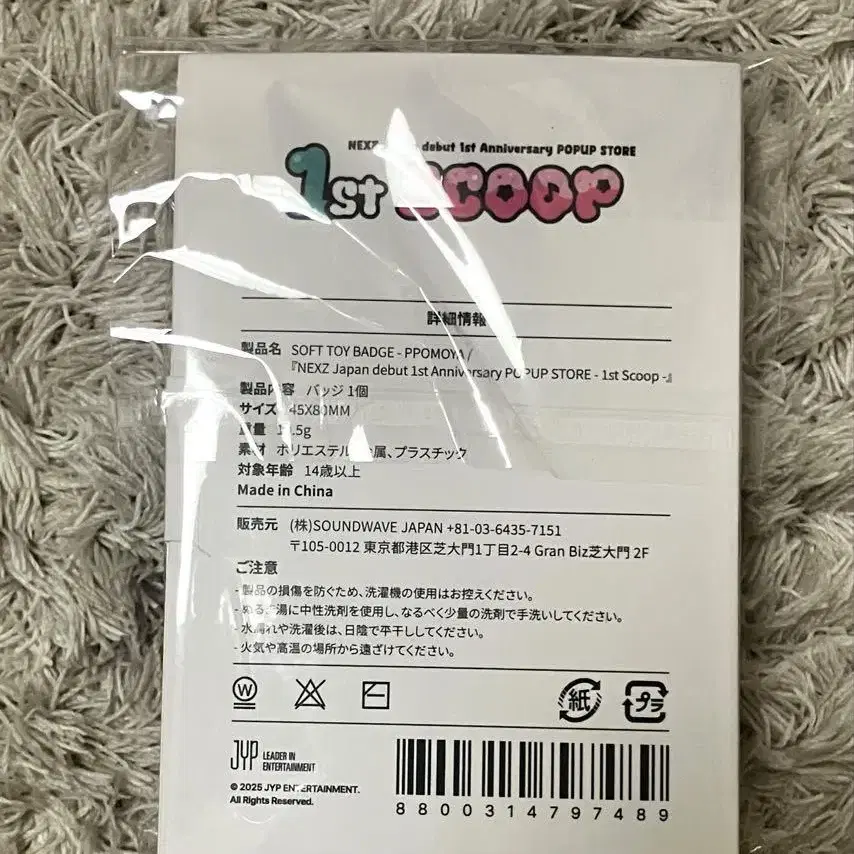 NEXZ debut 1st Anniversary POPUP STORE
1st scoop
詳細情報
製品名 SOFT TOY BADGE - PPOMOYA /
『NEXZ Japan debut 1st Anniversary POPUP STORE - 1st Scoop -』
製品内容 バッジ 1個
サイズ 45X80MM
素材 ポリエステル、金属、プラスチック
対象年齢 14歳以上
Made in China
販売元 (株)SOUNDWAVE JAPAN +81-03-6435-7151
〒105-0012 東京都港区芝大門1丁目2-4 Gran Biz芝大門 2F
ご注意
- 製品の損傷を防ぐため、洗濯機の使用はお控えください。
- ぬるま湯に中性洗剤を使用し、なるべく少量の洗剤で手洗いしてください。
- 水濡れや洗濯後は、日陰で平干ししてください。
- 火気や高温の場所から遠ざけてください。
W
紙
プラ
JYP LEADER IN
ENTERTAINMENT
© 2025 JYP ENTERTAINMENT.
All Rights Reserved.
8800314797489